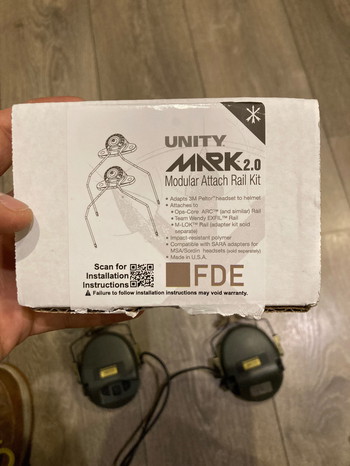 UNITY
MARK 2.0
Modular Attach Rail Kit
• Adapts 3M Peltor™ headset to helmet
• Attaches to
• Ops-Core ARC™ (and similar) Rail
• Team Wendy EXFIL™ Rail
• M-LOK™ Rail (adapter kit sold
separate)
• Impact-resistant polymer
• Compatible with SARA adapters for
MSA/Sordin headsets (sold separately)
• Made in U.S.A.
Scan for
Installation
Instructions
FDE
Failure to follow installation instructions may void warranty.